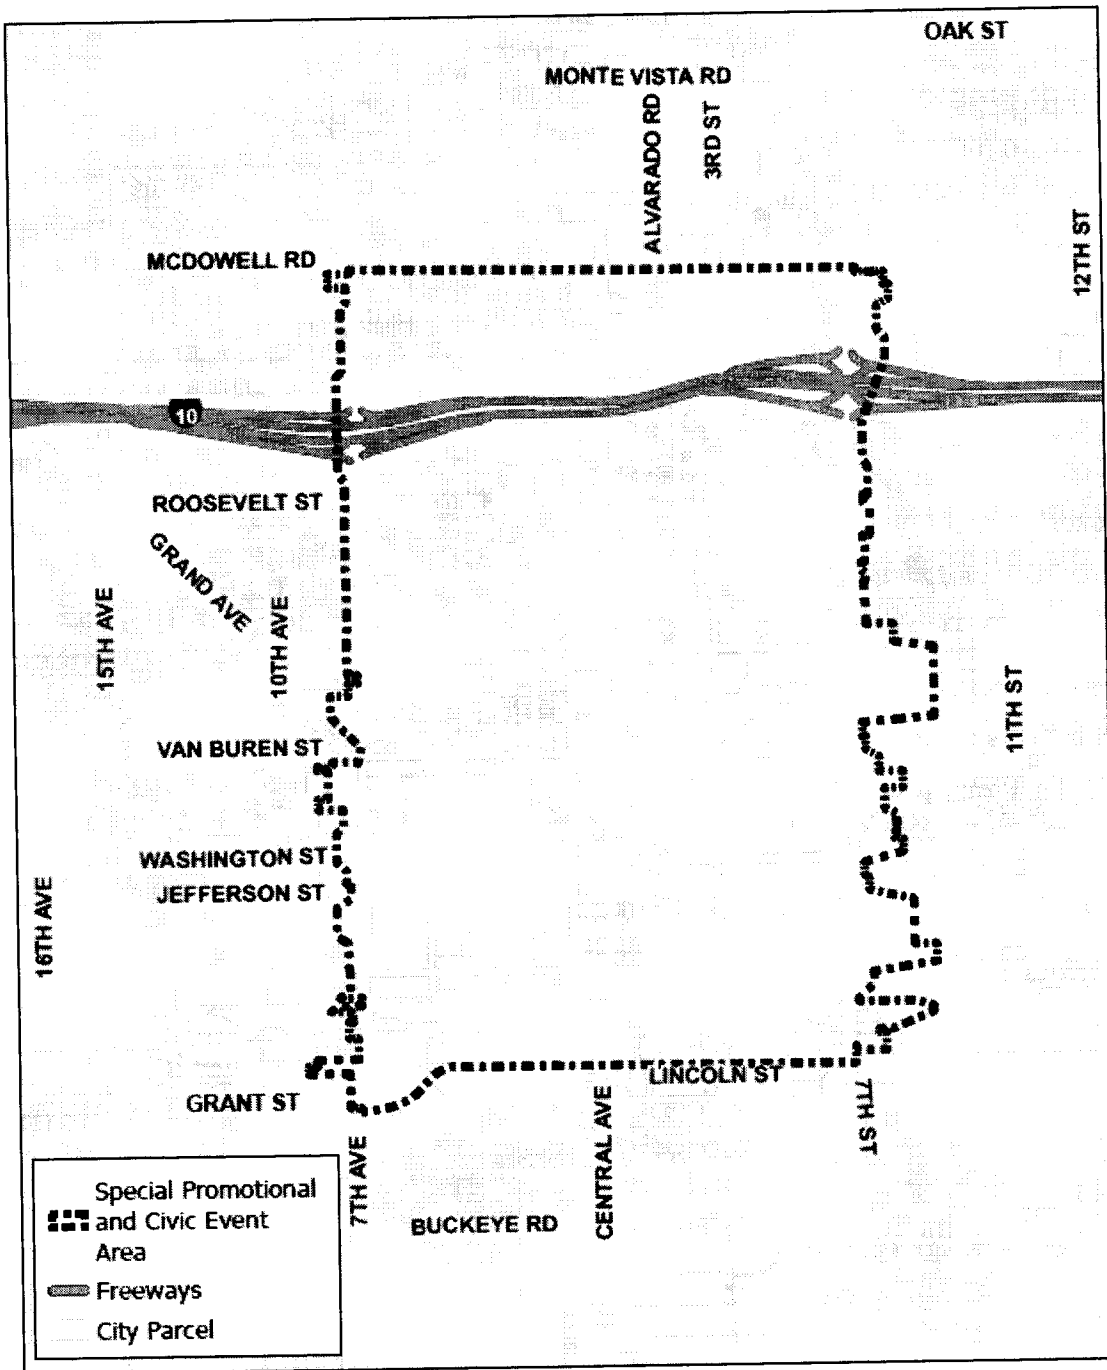 OAK ST
MONTE VISTA RD
ALVARADO RD
3RD ST
12TH ST
MCDOWELL RD
10
ROOSEVELT ST
GRAND AVE
15TH AVE
10TH AVE
11TH ST
VAN BUREN ST
WASHINGTON ST
JEFFERSON ST
16TH AVE
LINCOLN ST
GRANT ST
7TH ST
CENTRAL AVE
7TH AVE
BUCKEYE RD
Special Promotional
and Civic Event
Area
Freeways
City Parcel